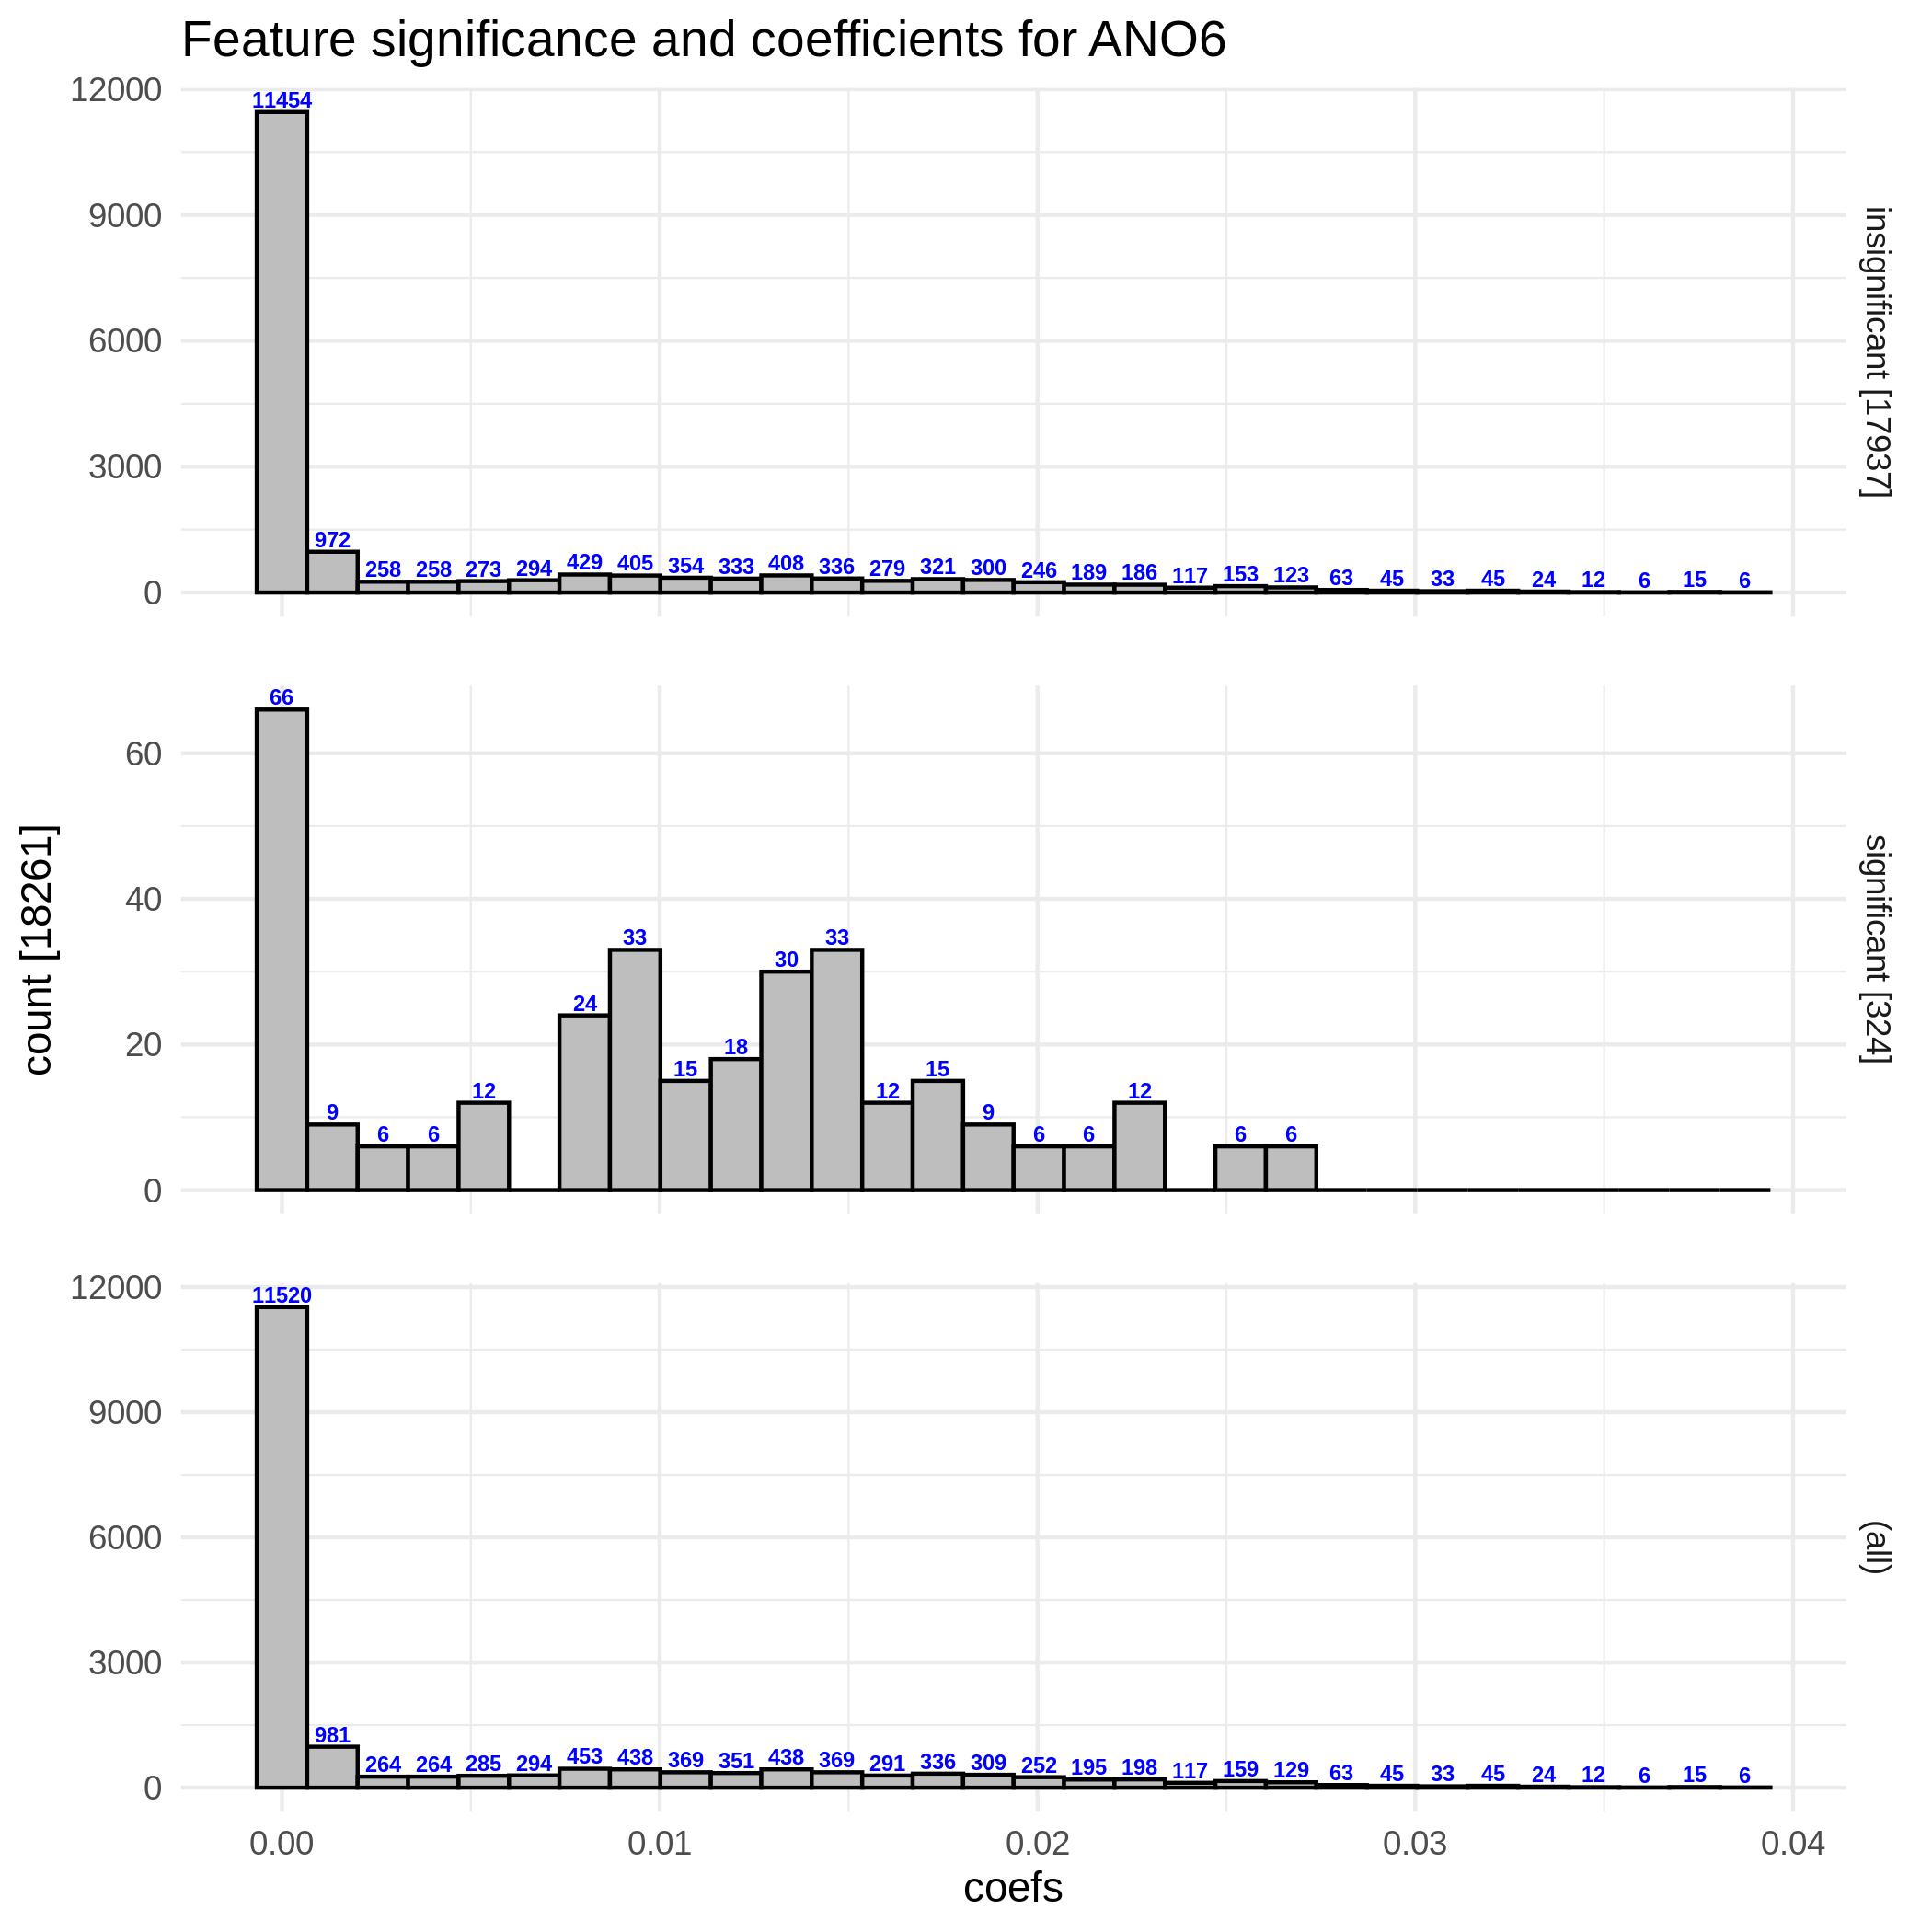 Feature significance and coefficients for ANO6
12000
9000
6000
3000
0
11454
972 258 258 273 294 429 405 354 333 408 336 279 321 300 246 189 186 117 153 123 63 45 33 45 24 12 6 15 6
insignificant [17937]
count [18261]
60
40
20
0
66 9 6 6 12 24 33 15 18 30 33 12 15 9 6 6 12 6 6
significant [324]
12000
9000
6000
3000
0
11520
981 264 264 285 294 453 438 369 351 438 369 291 336 309 252 195 198 117 159 129 63 45 33 45 24 12 6 15 6
(all)
0.00 0.01 0.02 0.03 0.04
coefs